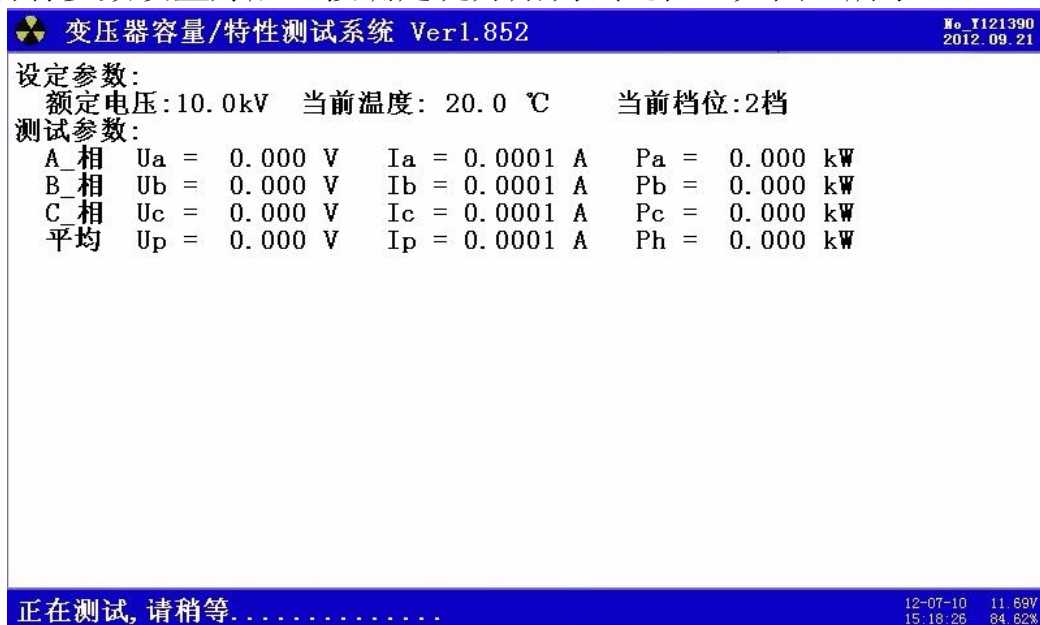 变压器容量/特性测试系统 Ver1.852
No_Y121390
2012.09.21
设定参数:
额定电压:10.0kV 当前温度: 20.0 ℃ 当前档位:2档
测试参数:
A_相 Ua = 0.000 V Ia = 0.0001 A Pa = 0.000 kW
B_相 Ub = 0.000 V Ib = 0.0001 A Pb = 0.000 kW
C_相 Uc = 0.000 V Ic = 0.0001 A Pc = 0.000 kW
平均 Up = 0.000 V Ip = 0.0001 A Ph = 0.000 kW
正在测试,请稍等..............
12-07-10 11.69V
15:18:26 84.62%